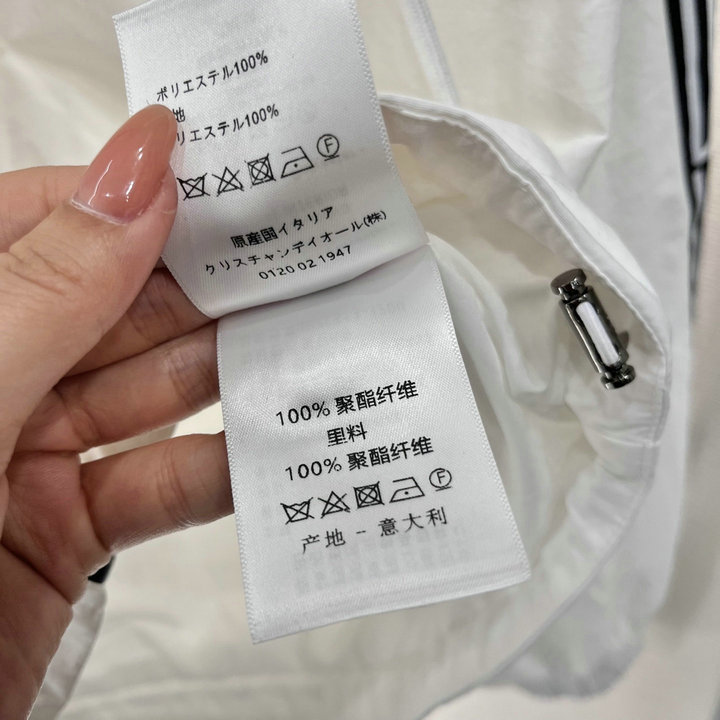 ポリエステル100%
地
リエステル100%
F
原産国イタリア
クリスチャンディオール(株)
0120 02 1947
100% 聚酯纤维
里料
100% 聚酯纤维
F
产地 – 意大利